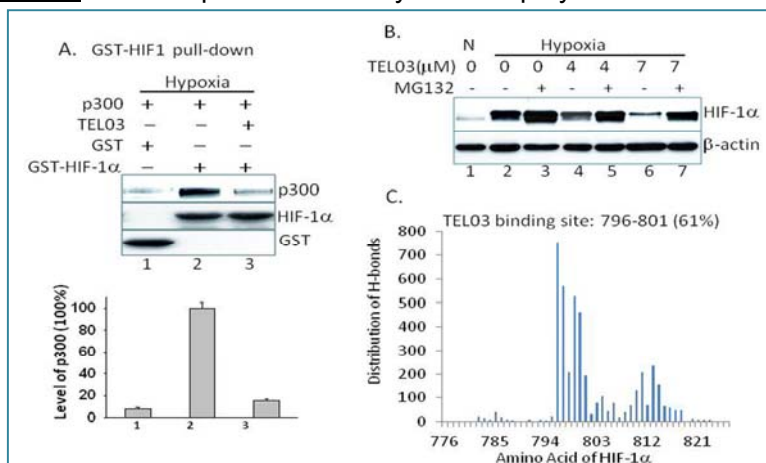 A. GST-HIF1 pull-down
Hypoxia
p300 + + +
TEL03 – – +
GST + – –
GST-HIF-1α – + +
p300
HIF-1α
GST
1 2 3
Level of p300 (100%)
100
80
60
40
20
0
1 2 3
B.
N Hypoxia
TEL03(μM) 0 0 0 4 4 7 7
MG132 - - + - + - +
HIF-1α
β-actin
1 2 3 4 5 6 7
C.
TEL03 binding site: 796-801 (61%)
Distribution of H-bonds
800
700
600
500
400
300
200
100
0
776 785 794 803 812 821
Amino Acid of HIF-1α